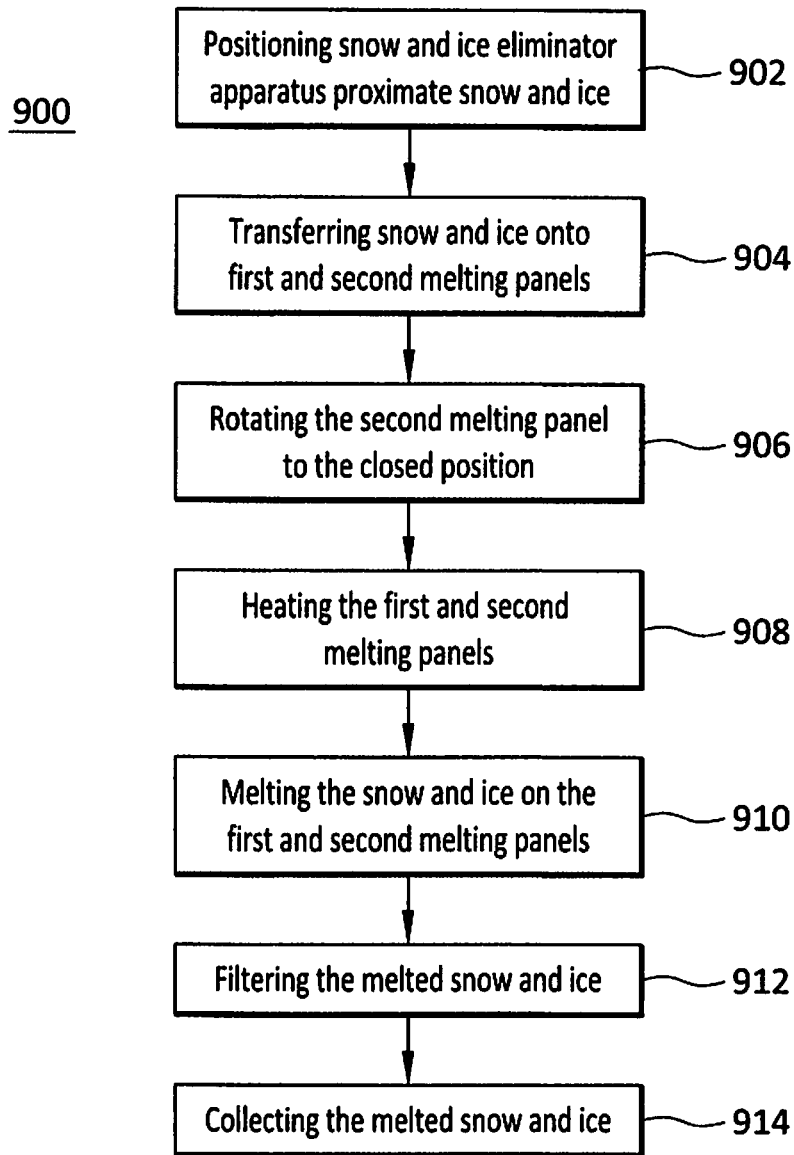 900
Positioning snow and ice eliminator
apparatus proximate snow and ice
902
Transferring snow and ice onto
first and second melting panels
904
Rotating the second melting panel
to the closed position
906
Heating the first and second
melting panels
908
Melting the snow and ice on the
first and second melting panels
910
Filtering the melted snow and ice
912
Collecting the melted snow and ice
914